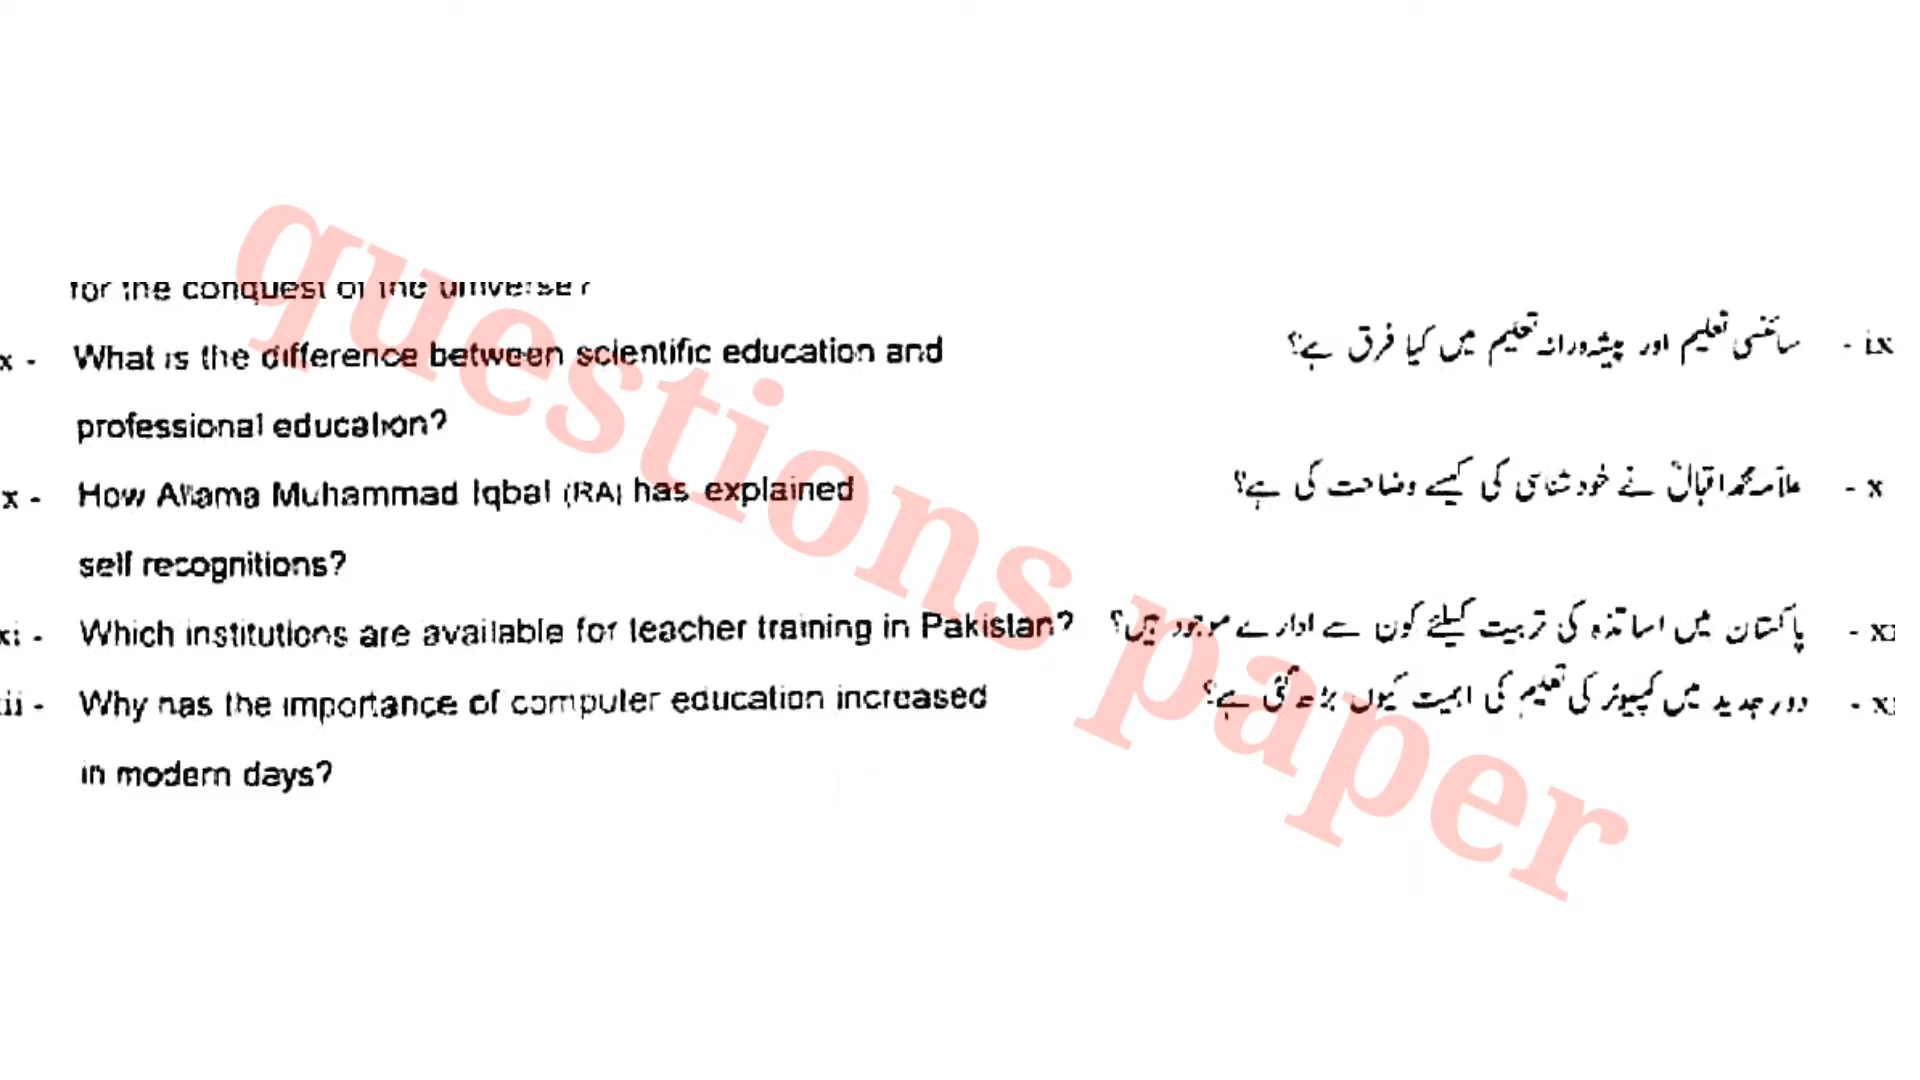 for the conquest of the universe?
x - What is the difference between scientific education and
professional education?
سائنسی تعلیم اور پیشہ ورانہ تعلیم میں کیا فرق ہے؟ - ix
x - How Allama Muhammad Iqbal (RA) has explained
self recognitions?
علامہ محمد اقبالؒ نے خود شناسی کی کیسے وضاحت کی ہے؟ - x
xi - Which institutions are available for teacher training in Pakistan?
پاکستان میں اساتذہ کی تربیت کیلئے کون سے ادارے موجود ہیں؟ - xi
ii - Why has the importance of computer education increased
in modern days?
دور جدید میں کمپیوٹر کی تعلیم کی اہمیت کیوں بڑھ گئی ہے؟ - xi
questions paper